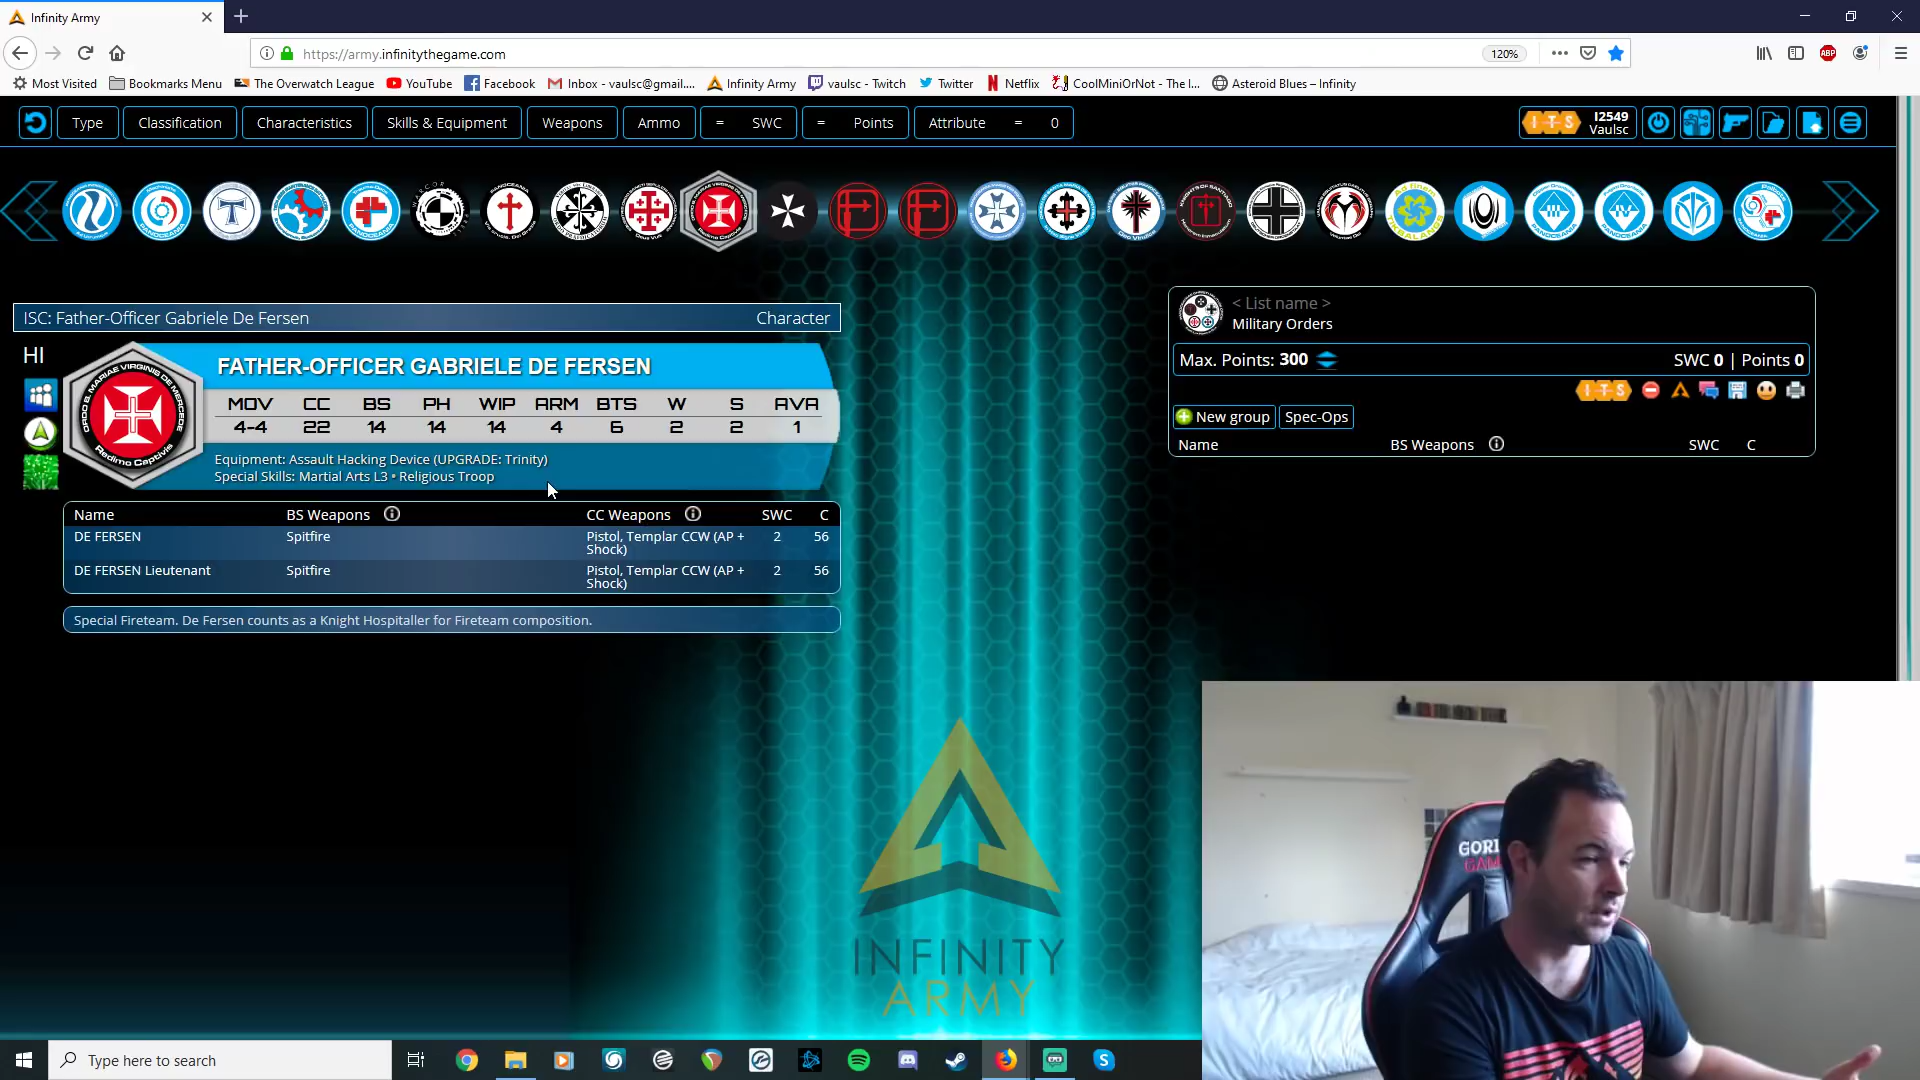 Infinity Army
https://army.infinitythegame.com
120%
Most Visited
Bookmarks Menu
The Overwatch League
YouTube
Facebook
Inbox - vaulsc@gmail....
Infinity Army
vaulsc - Twitch
Twitter
Netflix
CoolMiniOrNot - The I...
Asteroid Blues – Infinity
Type
Classification
Characteristics
Skills & Equipment
Weapons
Ammo
= SWC
= Points
Attribute = 0
ITS
I2549
Vaulsc
ISC: Father-Officer Gabriele De Fersen
Character
HI
FATHER-OFFICER GABRIELE DE FERSEN
MOV CC BS PH WIP ARM BTS W S AVA
4-4 22 14 14 14 4 6 2 2 1
Equipment: Assault Hacking Device (UPGRADE: Trinity)
Special Skills: Martial Arts L3 • Religious Troop
Name BS Weapons CC Weapons SWC C
DE FERSEN Spitfire Pistol, Templar CCW (AP + Shock) 2 56
DE FERSEN Lieutenant Spitfire Pistol, Templar CCW (AP + Shock) 2 56
Special Fireteam. De Fersen counts as a Knight Hospitaller for Fireteam composition.
< List name >
Military Orders
Max. Points: 300
SWC 0 | Points 0
ITS
New group
Spec-Ops
Name BS Weapons SWC C
INFINITY
ARMY
Type here to search